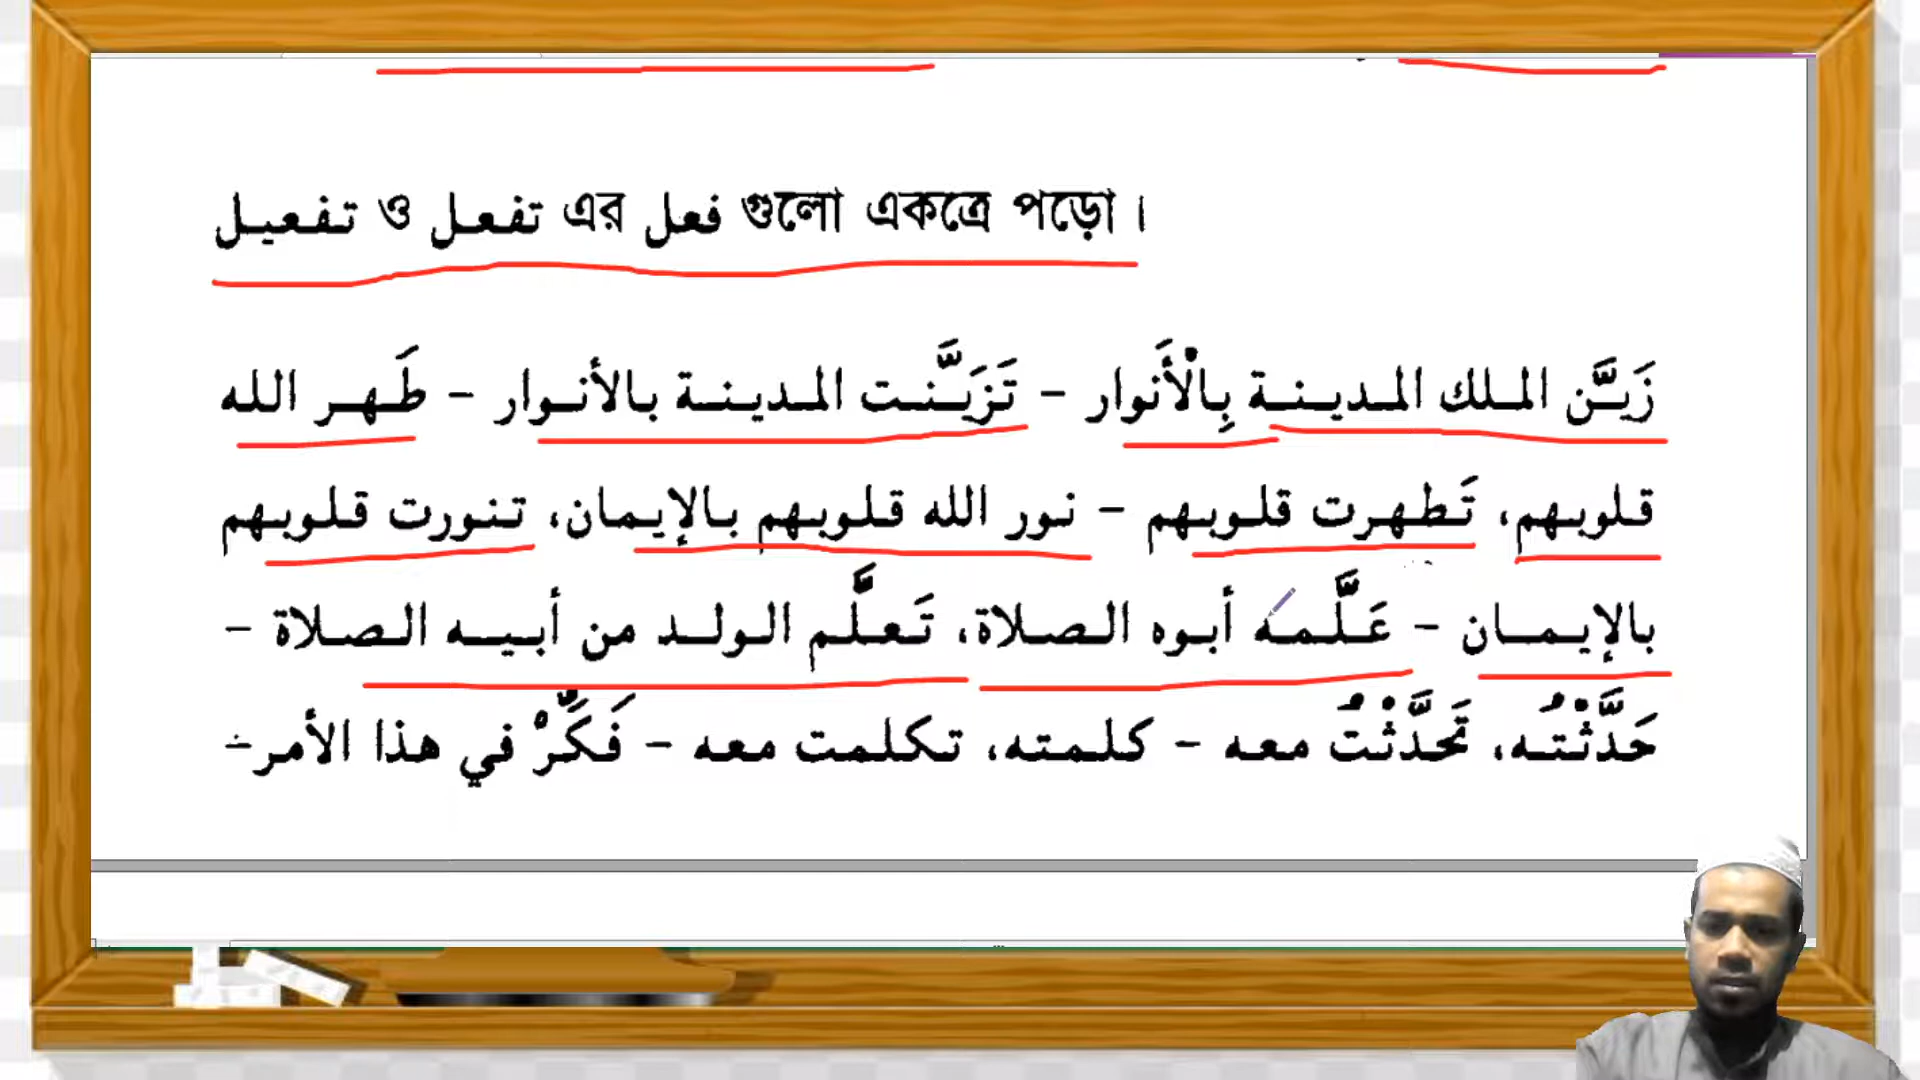 تفعيل ও تفعل এর فعل গুলো একত্রে পড়ো।
زَيَّن الملك المدينة بِالْأَنوار - تَزَيَّنت المدينة بالأنوار - طَهر الله
قلوبهم، تَطهرت قلوبهم - نور الله قلوبهم بالإيمان، تنورت قلوبهم
بالإيمان - عَلَّمه أبوه الصلاة، تَعلَّم الولد من أبيه الصلاة -
حَدَّثْتُه، تَحَدَّثْتُ معه - كلمته، تكلمت معه - فَكِّرْ في هذا الأمر-